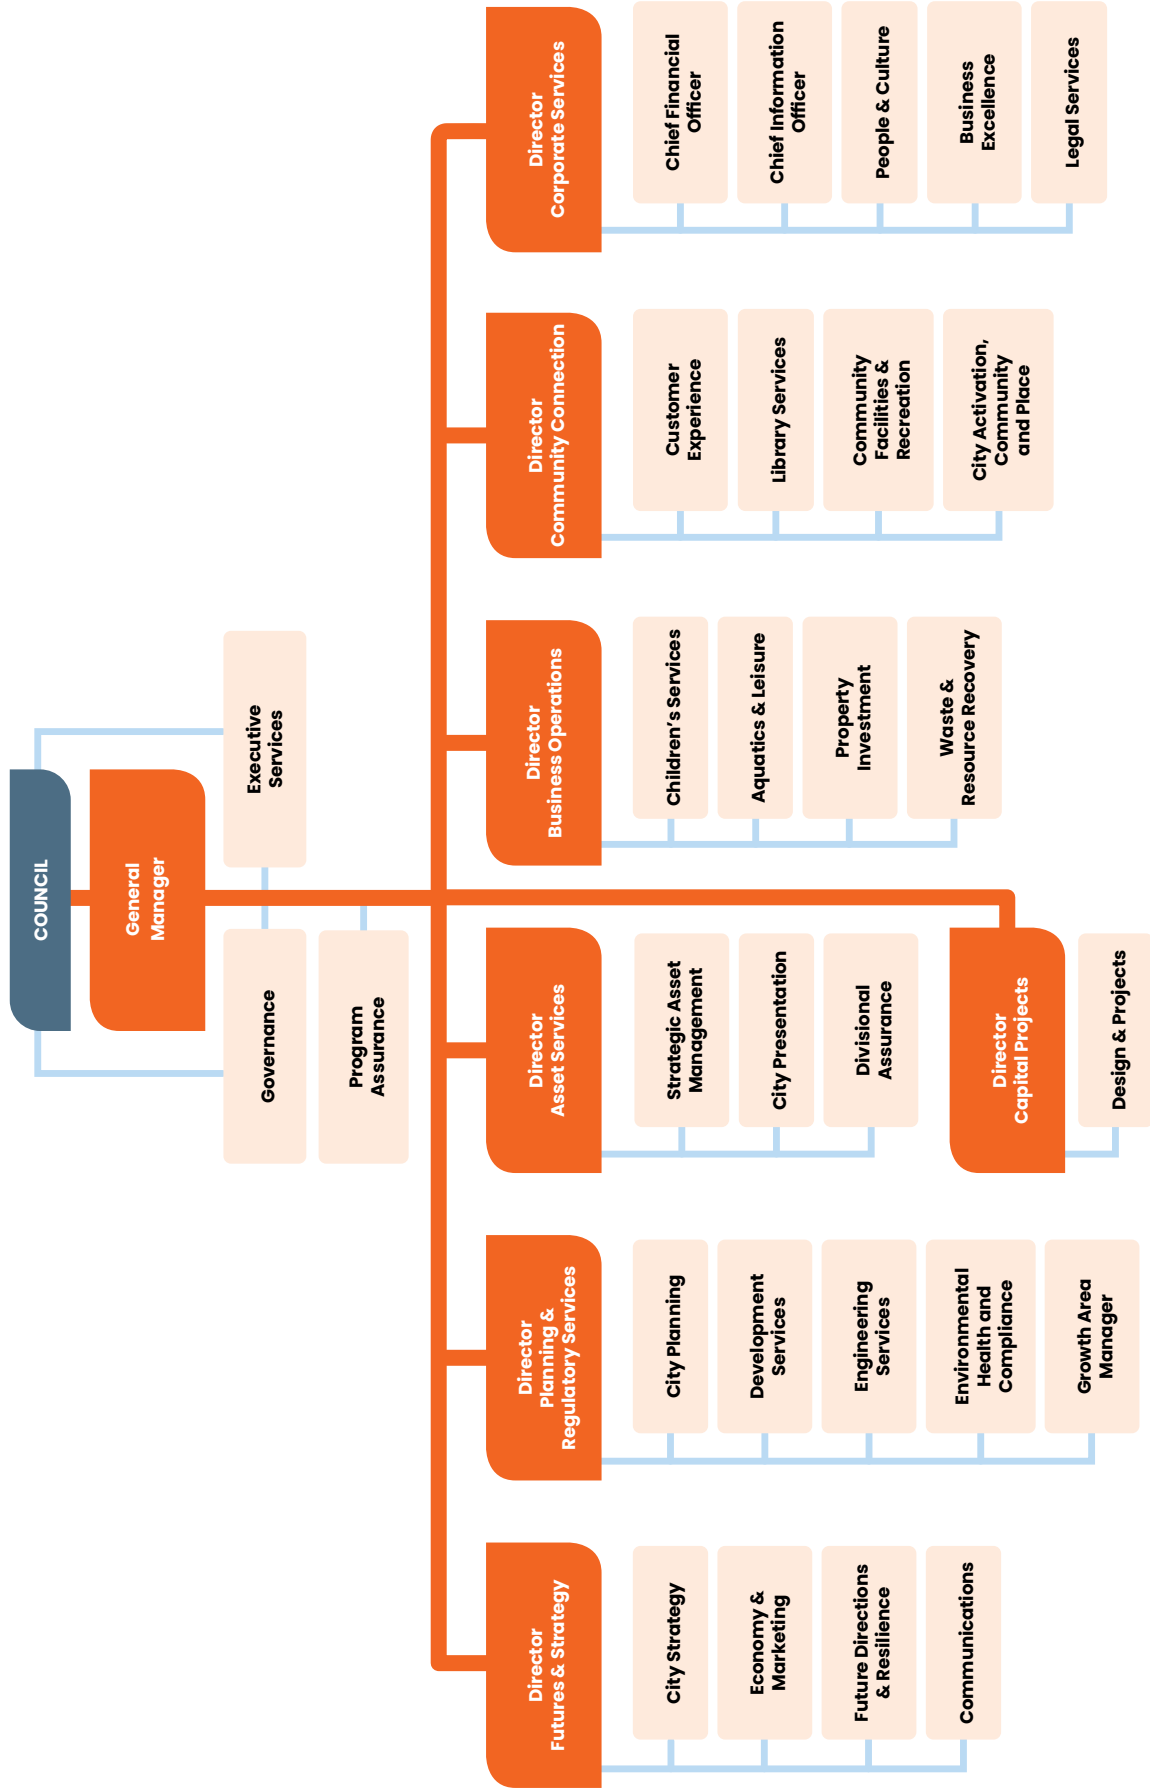 COUNCIL
General
Manager
Governance
Executive
Services
Program
Assurance
Director
Futures & Strategy
City Strategy
Economy &
Marketing
Future Directions
& Resilience
Communications
Director
Planning &
Regulatory Services
City Planning
Development
Services
Engineering
Services
Environmental
Health and
Compliance
Growth Area
Manager
Director
Asset Services
Strategic Asset
Management
City Presentation
Divisional
Assurance
Director
Capital Projects
Design & Projects
Director
Business Operations
Children's Services
Aquatics & Leisure
Property
Investment
Waste &
Resource Recovery
Director
Community Connection
Customer
Experience
Library Services
Community
Facilities &
Recreation
City Activation,
Community
and Place
Director
Corporate Services
Chief Financial
Officer
Chief Information
Officer
People & Culture
Business
Excellence
Legal Services